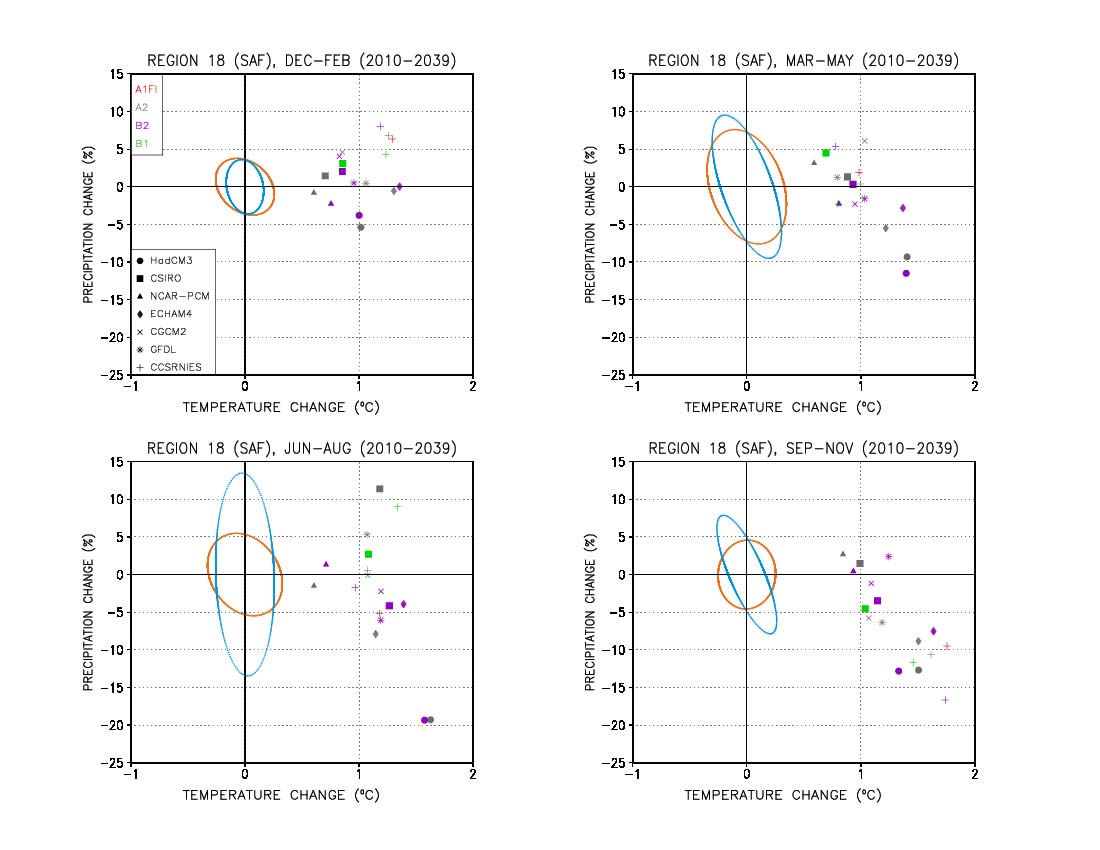 REGION 18 (SAF), DEC-FEB (2010-2039)
15
10
5
0
-5
-10
-15
-20
-25
PRECIPITATION CHANGE (%)
A1FI
A2
B2
B1
HadCM3
CSIRO
NCAR-PCM
ECHAM4
CGCM2
GFDL
CCSRNIES
-1 0 1 2
TEMPERATURE CHANGE (ºC)
REGION 18 (SAF), MAR-MAY (2010-2039)
15
10
5
0
-5
-10
-15
-20
-25
PRECIPITATION CHANGE (%)
-1 0 1 2
TEMPERATURE CHANGE (ºC)
REGION 18 (SAF), JUN-AUG (2010-2039)
15
10
5
0
-5
-10
-15
-20
-25
PRECIPITATION CHANGE (%)
-1 0 1 2
TEMPERATURE CHANGE (ºC)
REGION 18 (SAF), SEP-NOV (2010-2039)
15
10
5
0
-5
-10
-15
-20
-25
PRECIPITATION CHANGE (%)
-1 0 1 2
TEMPERATURE CHANGE (ºC)